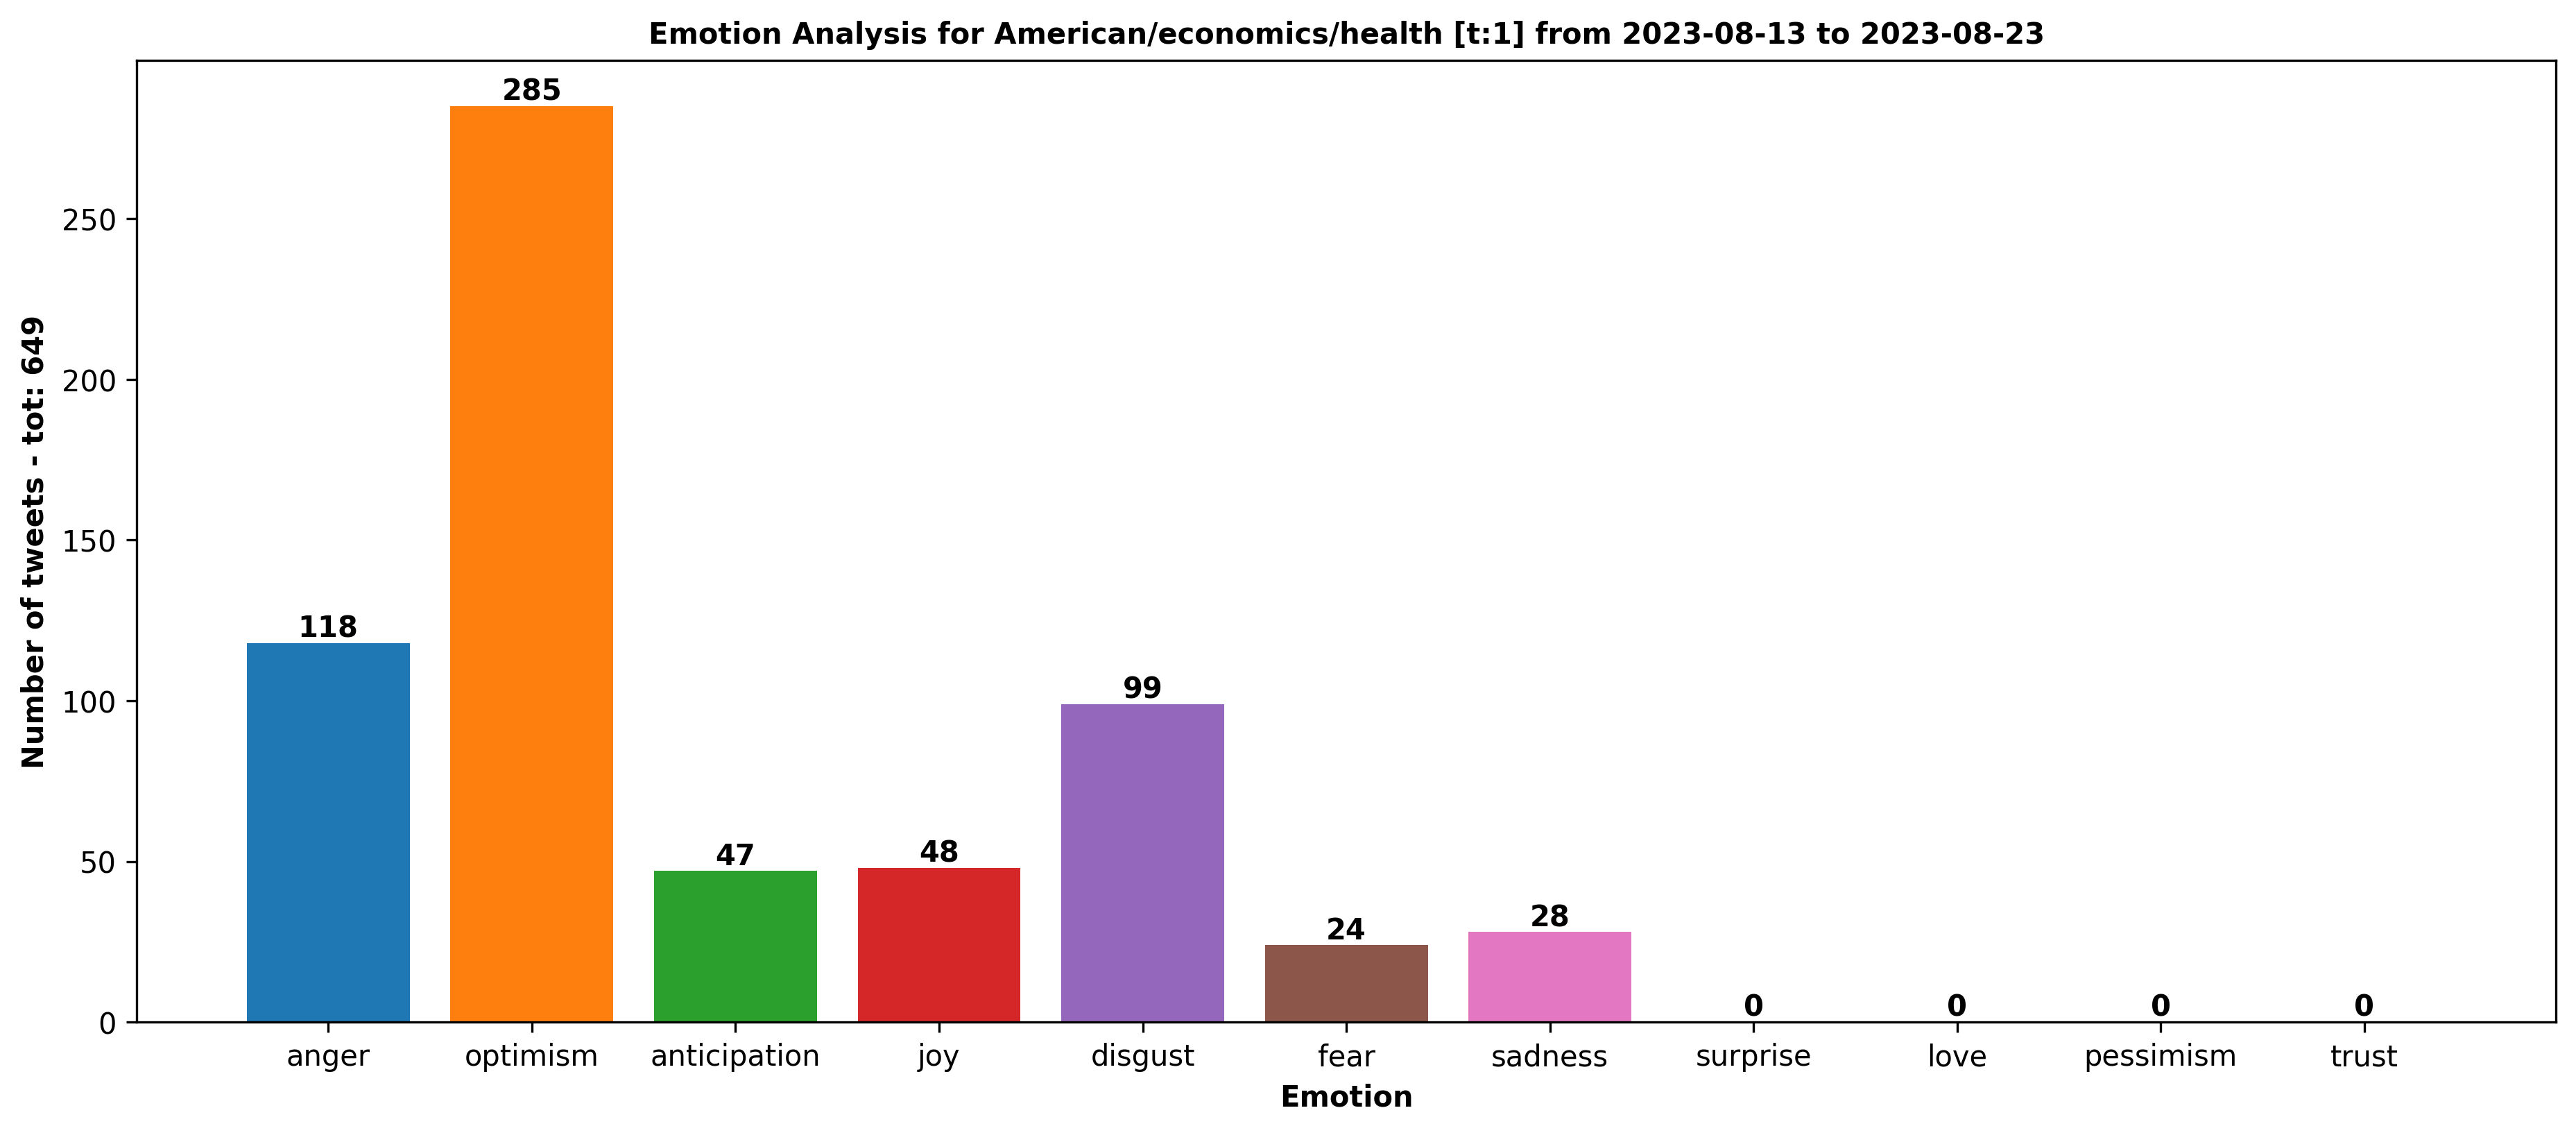 Emotion Analysis for American/economics/health [t:1] from 2023-08-13 to 2023-08-23
Number of tweets - tot: 649
250
200
150
100
50
0
118
285
47
48
99
24
28
0
0
0
0
anger
optimism
anticipation
joy
disgust
fear
sadness
surprise
love
pessimism
trust
Emotion